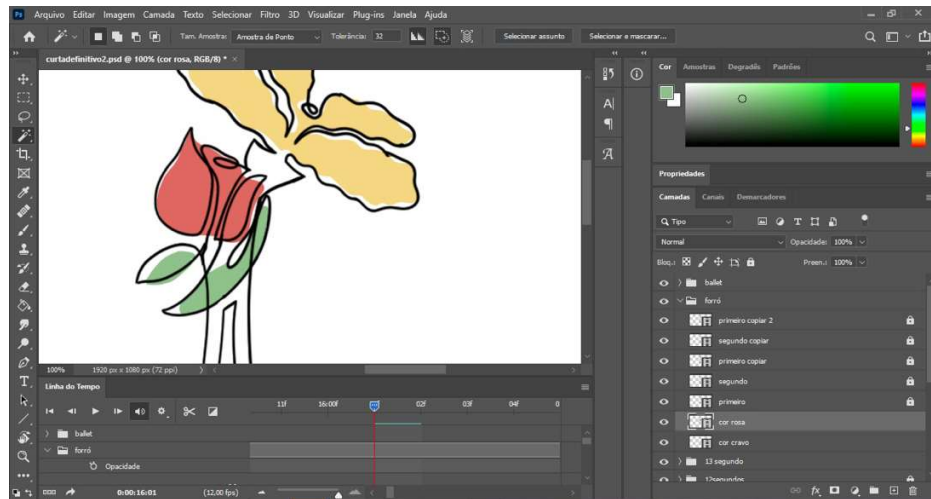 Ps Arquivo Editar Imagem Camada Texto Selecionar Filtro 3D Visualizar Plug-ins Janela Ajuda
Tam. Amostra: Amostra de Ponto Tolerância: 32 Selecionar assunto Selecionar e mascarar...
curtadefinitivo2.psd @ 100% (cor rosa, RGB/8) *
Cor Amostras Degradês Padrões
Propriedades
Camadas Canais Demarcadores
Tipo
Normal Opacidade: 100%
Bloq.: Preen.: 100%
ballet
forró
primeiro copiar 2
segundo copiar
primeiro copiar
segundo
primeiro
cor rosa
cor cravo
13 segundo
12segundos
100% 1920 px x 1080 px (72 ppi)
Linha do Tempo
11f 16:00f 02f 03f 04f 0
ballet
forró
Opacidade
0:00:16:01 (12,00 fps)